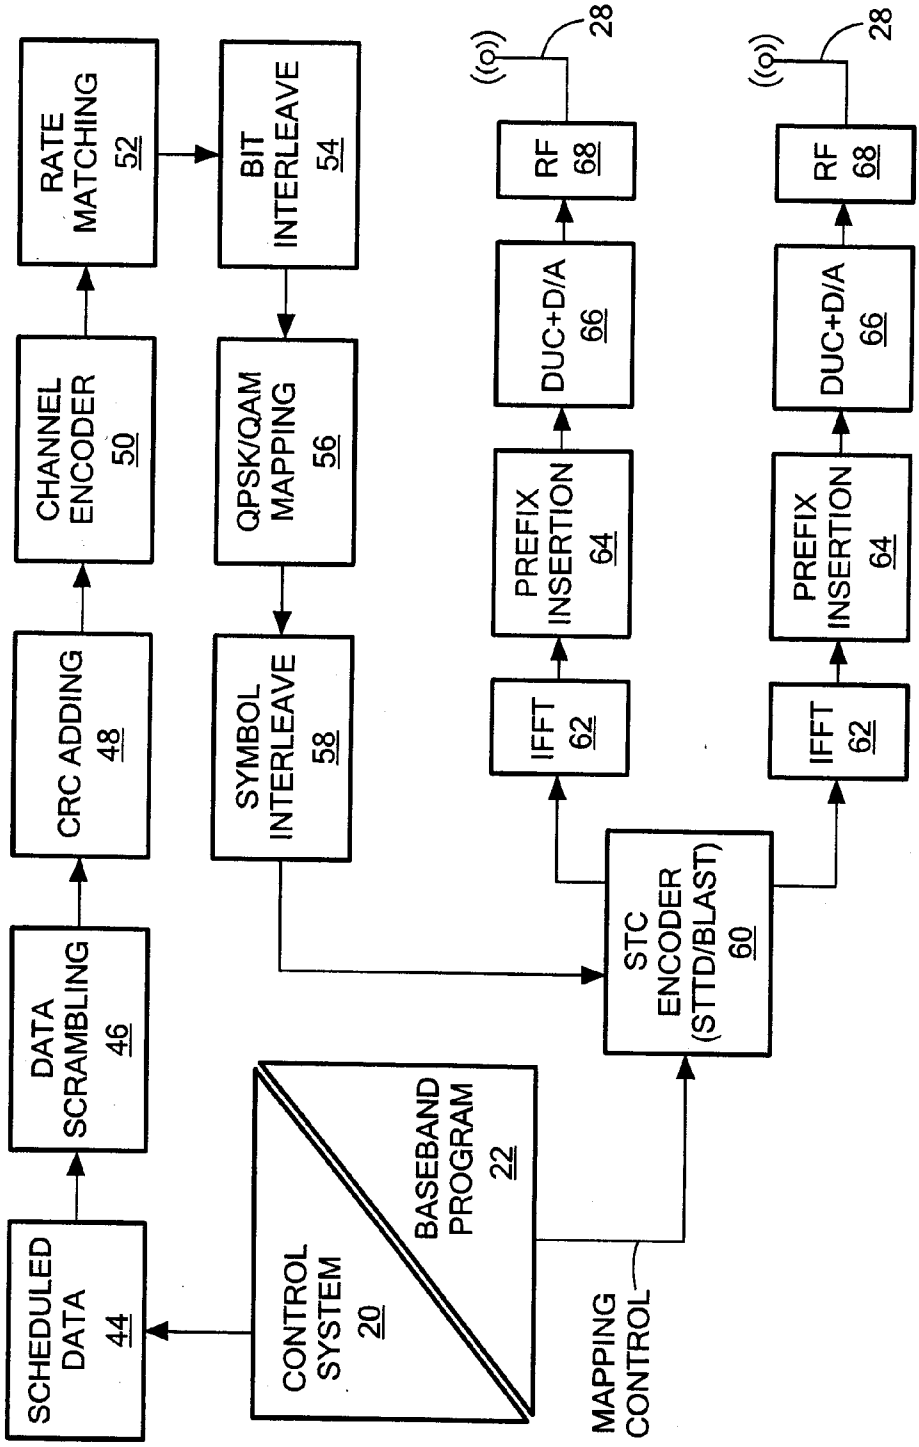 SCHEDULED
DATA
44
DATA
SCRAMBLING
46
CRC ADDING
48
CHANNEL
ENCODER
50
RATE
MATCHING
52
BIT
INTERLEAVE
54
QPSK/QAM
MAPPING
56
SYMBOL
INTERLEAVE
58
CONTROL
SYSTEM
20
BASEBAND
PROGRAM
22
MAPPING
CONTROL
STC
ENCODER
(STTD/BLAST)
60
IFFT
62
PREFIX
INSERTION
64
DUC+D/A
66
RF
68
28
IFFT
62
PREFIX
INSERTION
64
DUC+D/A
66
RF
68
28